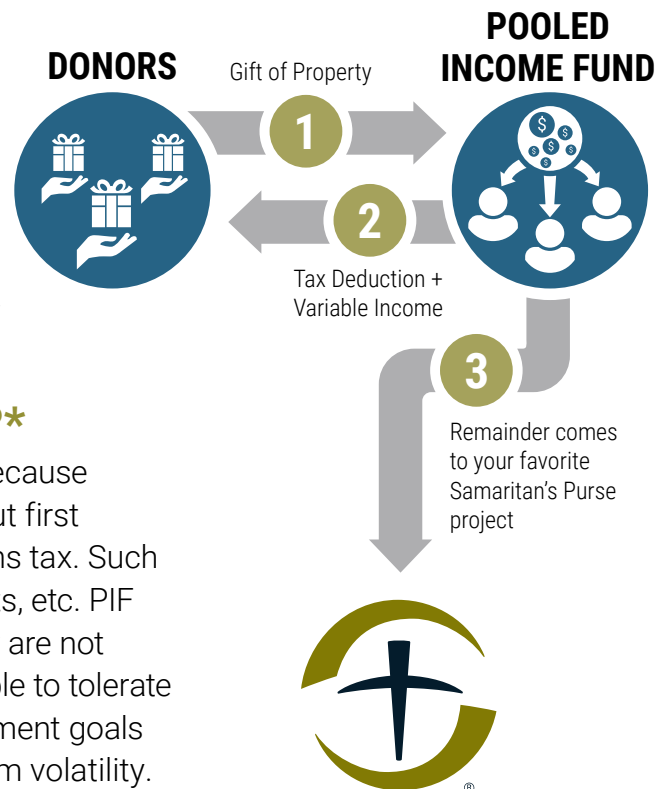 DONORS
Gift of Property
POOLED
INCOME FUND
1
$
$
$
$
$
$
2
Tax Deduction +
Variable Income
3
Remainder comes
to your favorite
Samaritan's Purse
project
?*
ecause
ut first
ns tax. Such
s, etc. PIF
are not
ole to tolerate
ment goals
m volatility.
®